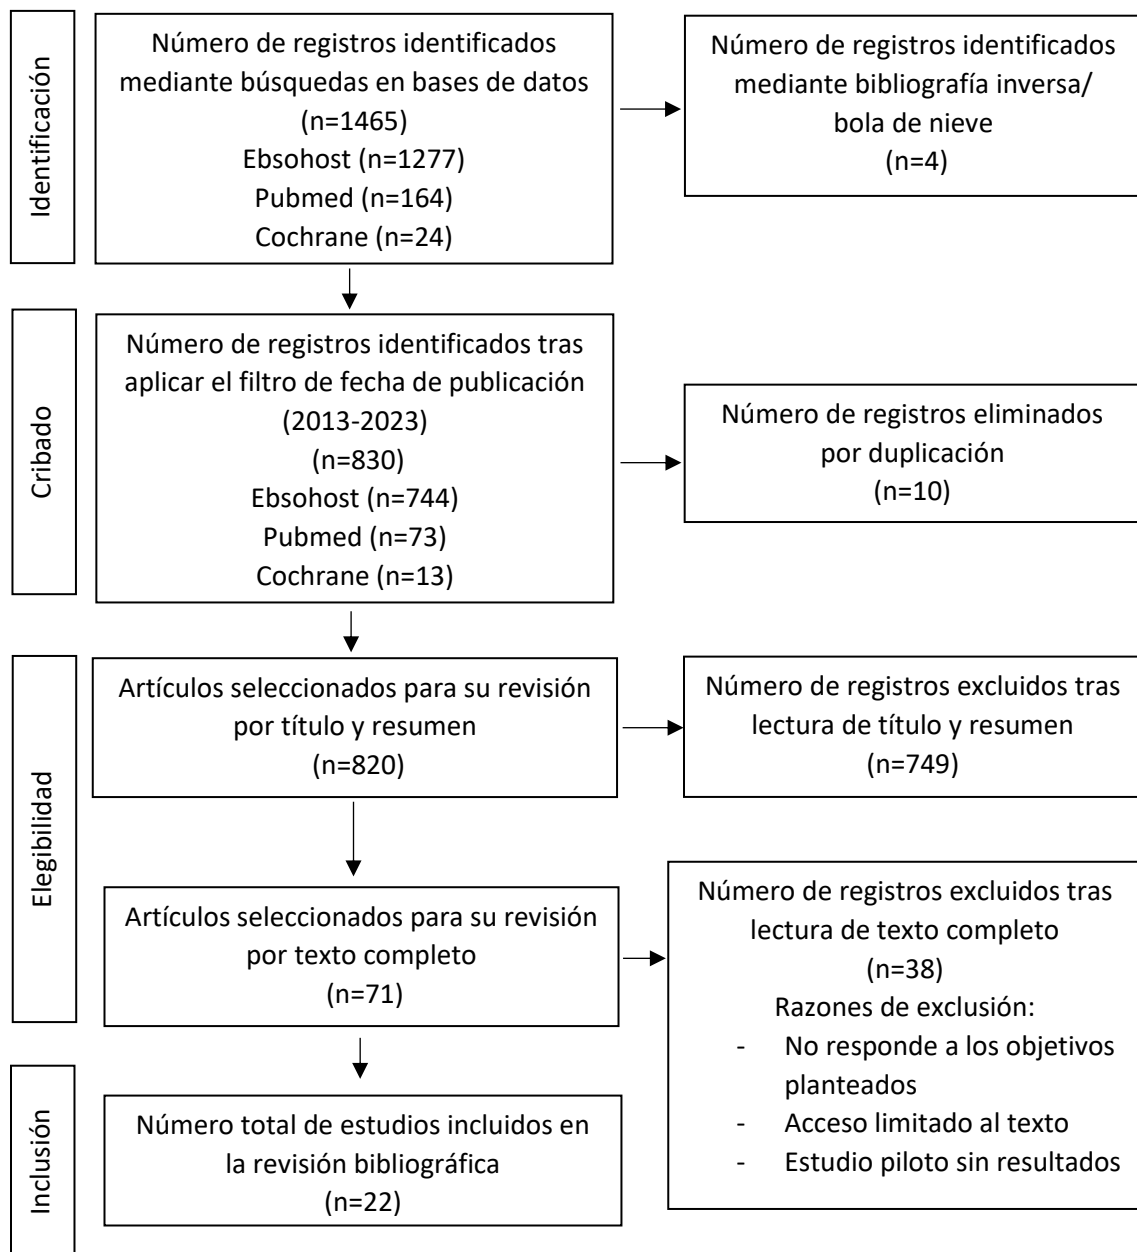 Identificación
Número de registros identificados
mediante búsquedas en bases de datos
(n=1465)
Ebsohost (n=1277)
Pubmed (n=164)
Cochrane (n=24)
Número de registros identificados
mediante bibliografía inversa/
bola de nieve
(n=4)
Cribado
Número de registros identificados tras
aplicar el filtro de fecha de publicación
(2013-2023)
(n=830)
Ebsohost (n=744)
Pubmed (n=73)
Cochrane (n=13)
Número de registros eliminados
por duplicación
(n=10)
Elegibilidad
Artículos seleccionados para su revisión
por título y resumen
(n=820)
Número de registros excluidos tras
lectura de título y resumen
(n=749)
Artículos seleccionados para su revisión
por texto completo
(n=71)
Número de registros excluidos tras
lectura de texto completo
(n=38)
Razones de exclusión:
- No responde a los objetivos
planteados
- Acceso limitado al texto
- Estudio piloto sin resultados
Inclusión
Número total de estudios incluidos en
la revisión bibliográfica
(n=22)